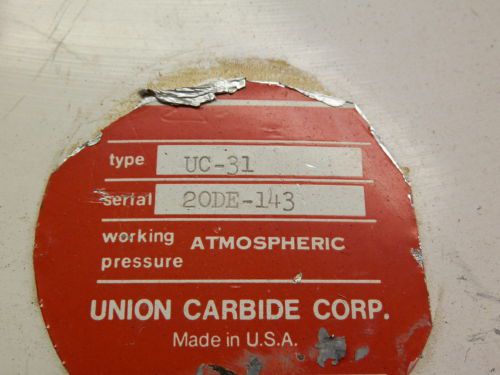 type UC-31
serial 20DE-143
working pressure ATMOSPHERIC
UNION CARBIDE CORP.
Made in U.S.A.